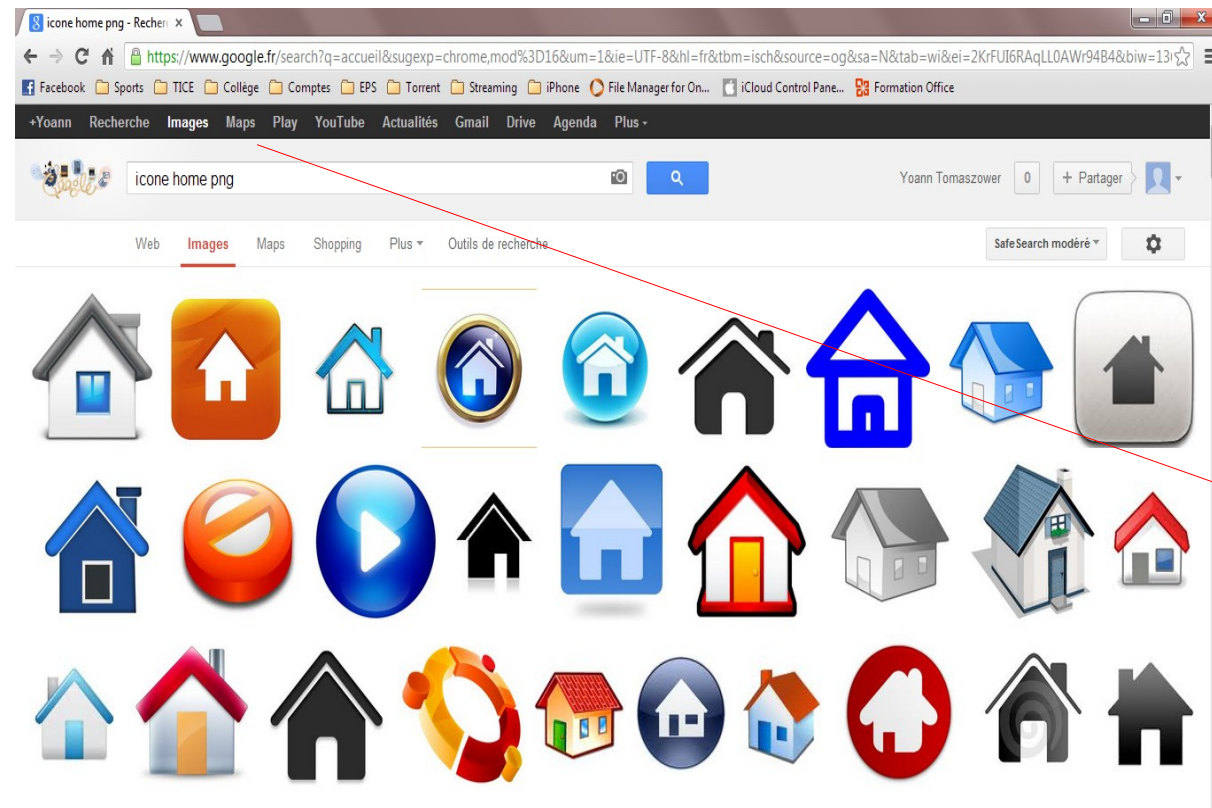 icone home png - Recher
https://www.google.fr/search?q=accueil&sugexp=chrome,mod%3D16&um=1&ie=UTF-8&hl=fr&tbm=isch&source=og&sa=N&tab=wi&ei=2KrFUI6RAqLL0AWr94B4&biw=13
Facebook Sports TICE Collège Comptes EPS Torrent Streaming iPhone File Manager for On... iCloud Control Pane... Formation Office
+Yoann Recherche Images Maps Play YouTube Actualités Gmail Drive Agenda Plus
Google icone home png Yoann Tomaszower 0 + Partager
Web Images Maps Shopping Plus Outils de recherche SafeSearch modéré